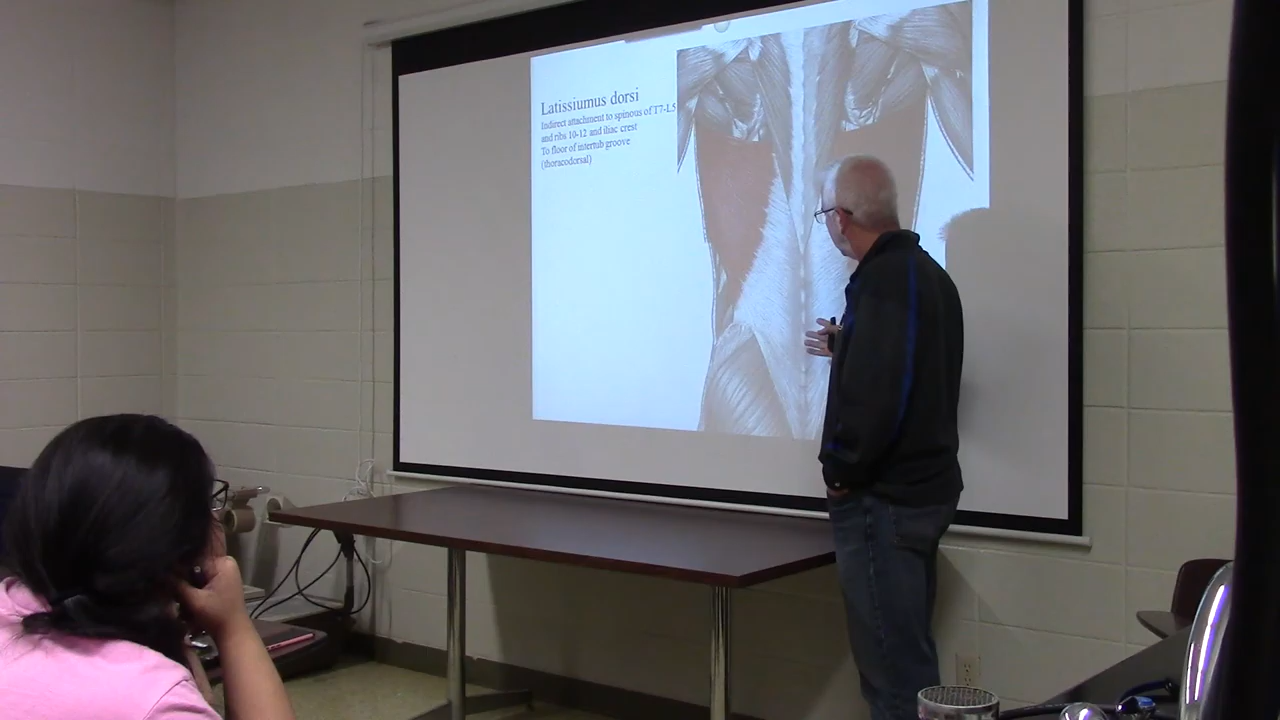 Latissiumus dorsi
Indirect attachment to spinous of T7-L5
and ribs 10-12 and iliac crest
To floor of intertub groove
(thoracodorsal)